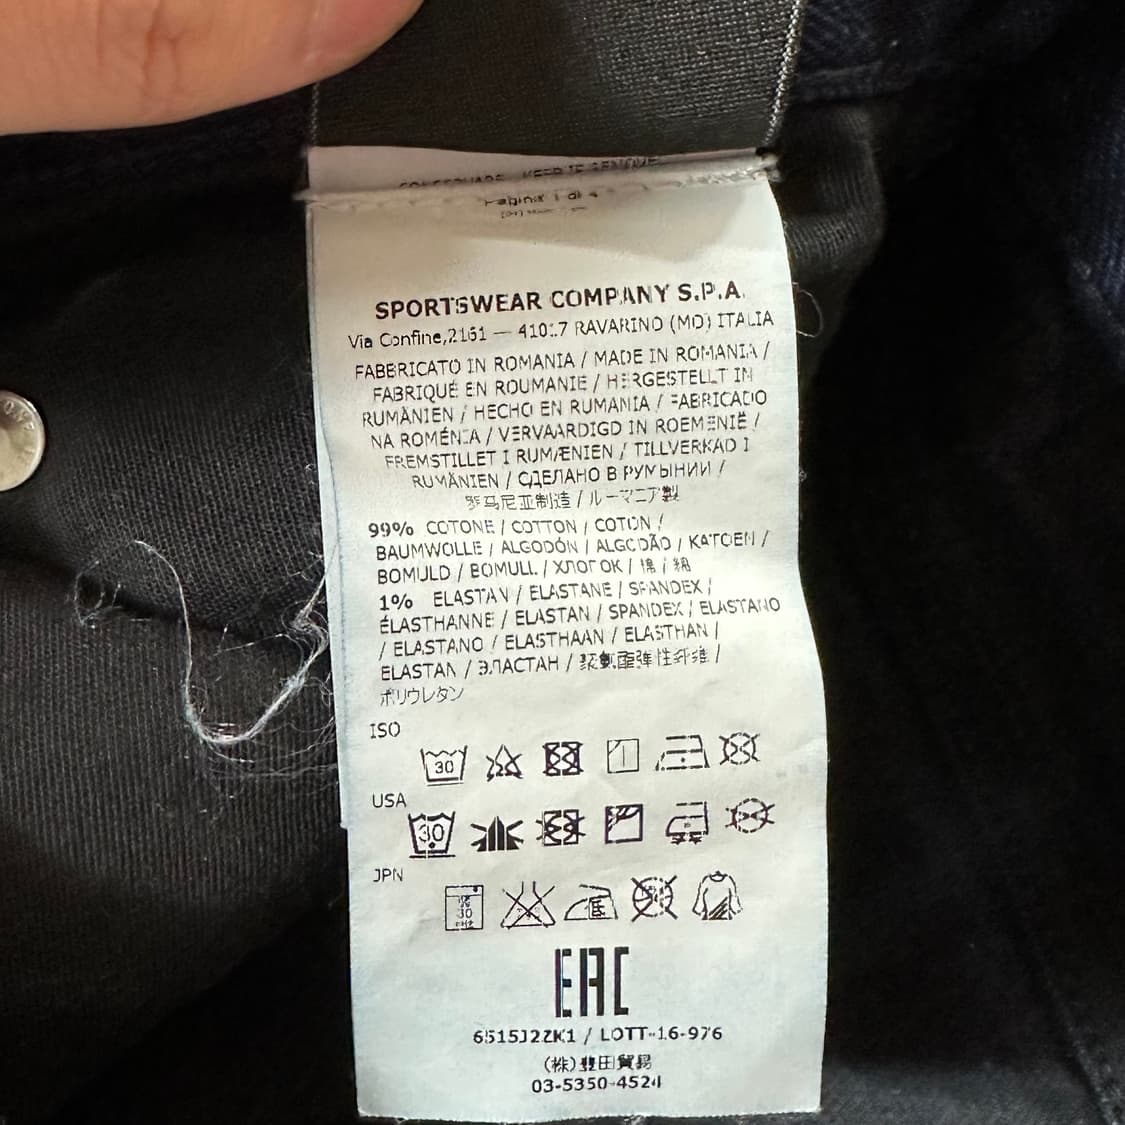 SPORTSWEAR COMPANY S.P.A.
Via Confine,2161 — 41017 RAVARINO (MO) ITALIA
FABBRICATO IN ROMANIA / MADE IN ROMANIA /
FABRIQUÉ EN ROUMANIE / HERGESTELLT IN
RUMÄNIEN / HECHO EN RUMANIA / FABRICADO
NA ROMÉNIA / VERVAARDIGD IN ROEMENIË /
FREMSTILLET I RUMÆNIEN / TILLVERKAD I
RUMÄNIEN / СДЕЛАНО В РУМЫНИИ /
罗马尼亚制造 / ルーマニア製
99% COTONE / COTTON / COTON /
BAUMWOLLE / ALGODÓN / ALGODÃO / KATOEN /
BOMULD / BOMULL / ХЛОПОК / 棉 / 綿
1% ELASTAN / ELASTANE / SPANDEX /
ÉLASTHANNE / ELASTAN / SPANDEX / ELASTANO
/ ELASTANO / ELASTHAAN / ELASTHAN /
ELASTAN / ЭЛАСТАН / 聚氨酯弹性纤维 /
ポリウレタン
ISO
30
USA
30
JPN
30
EAC
6515J2ZK1 / LOTT-16-976
(株)豊田貿易
03-5350-4524